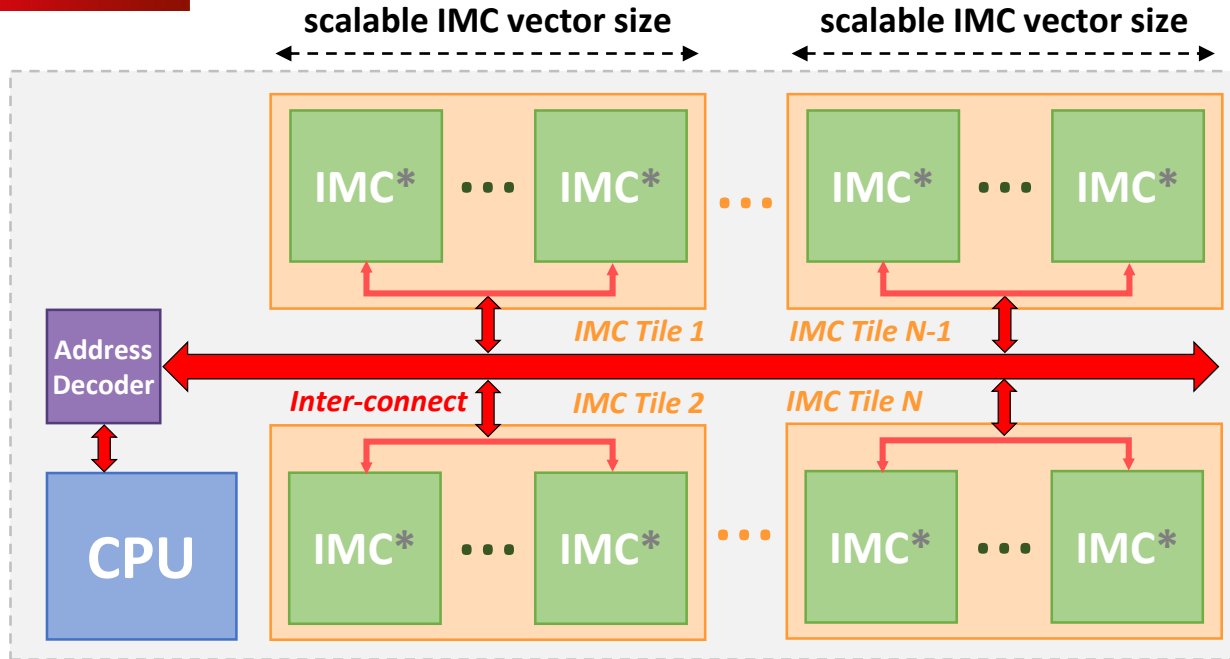 scalable IMC vector size
scalable IMC vector size
IMC* ••• IMC*
•••
IMC* ••• IMC*
IMC Tile 1
IMC Tile N-1
Address
Decoder
Inter-connect
IMC Tile 2
IMC Tile N
CPU
IMC* ••• IMC*
•••
IMC* ••• IMC*